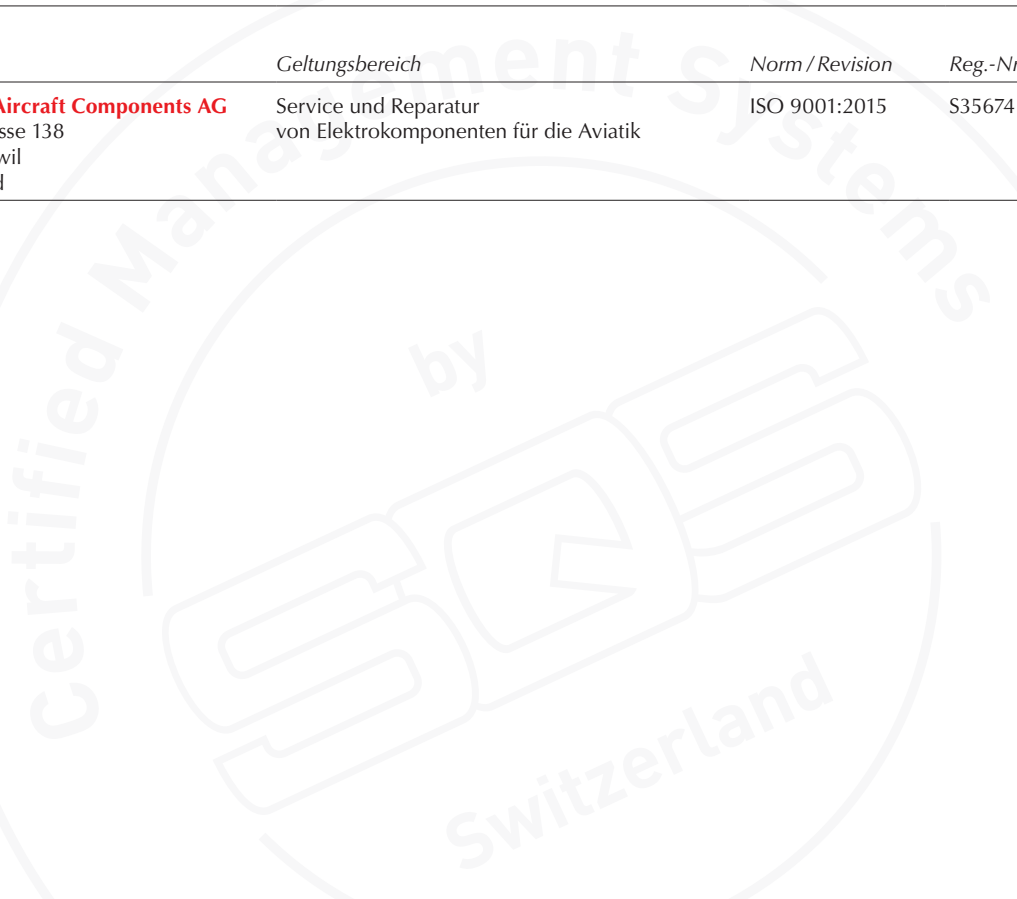 Geltungsbereich Norm / Revision Reg.-Nr
Aircraft Components AG Service und Reparatur ISO 9001:2015 S35674
sse 138 von Elektrokomponenten für die Aviatik
wil
d
Certified Management Systems
by
SQS
Switzerland